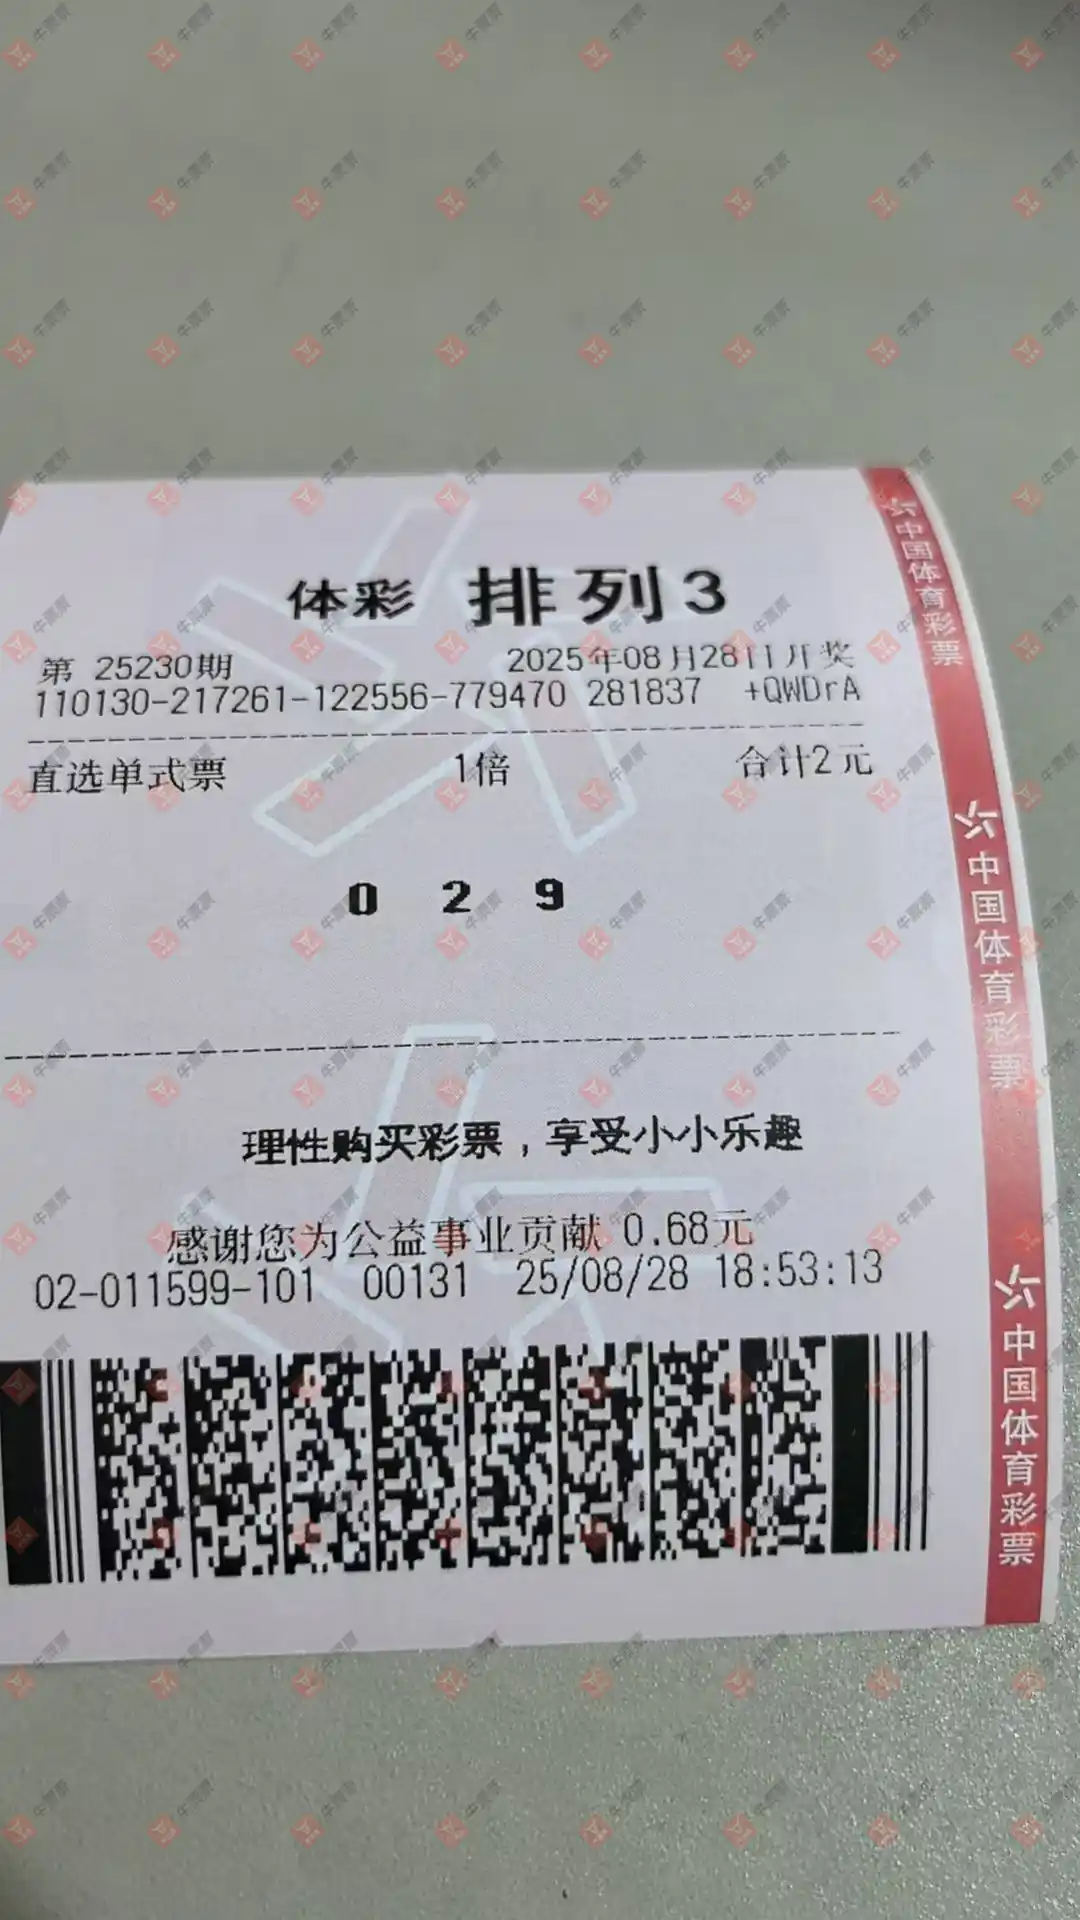 体彩 排列3
第 25230期 2025年08月28日开奖
110130-217261-122556-779470 281837 +QWDrA
直选单式票 1倍 合计2元
0 2 9
理性购买彩票，享受小小乐趣
感谢您为公益事业贡献 0.68元
02-011599-101 00131 25/08/28 18:53:13
中国体育彩票
中国体育彩票
中国体育彩票
牛票票